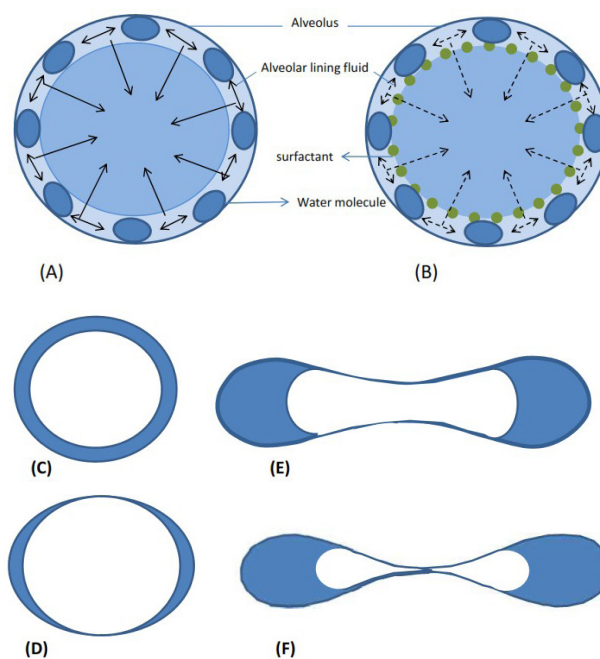 Alveolus
Alveolar lining fluid
surfactant
Water molecule
(A)
(B)
(C)
(E)
(D)
(F)